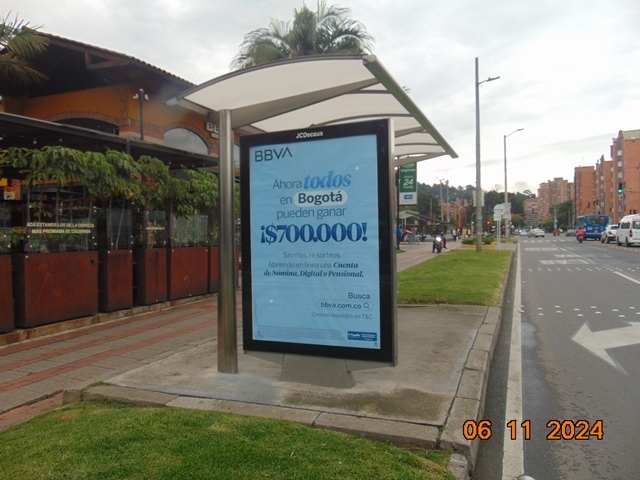 JCDecaux
BBVA
Ahora todos
en Bogotá
pueden ganar
¡$700.000!
Sin rifas, ni sorteos.
Abriendo en línea una Cuenta
de Nómina, Digital o Pensional.
Busca
bbva.com.co
24
06 11 2024